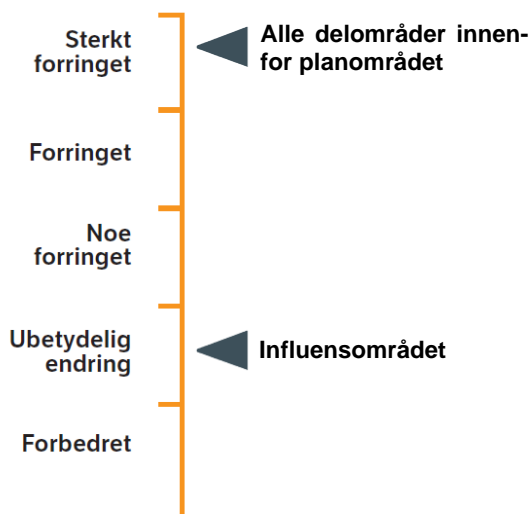 Sterkt
forringet
Alle delområder innen-
for planområdet
Forringet
Noe
forringet
Ubetydelig
endring
Influensområdet
Forbedret